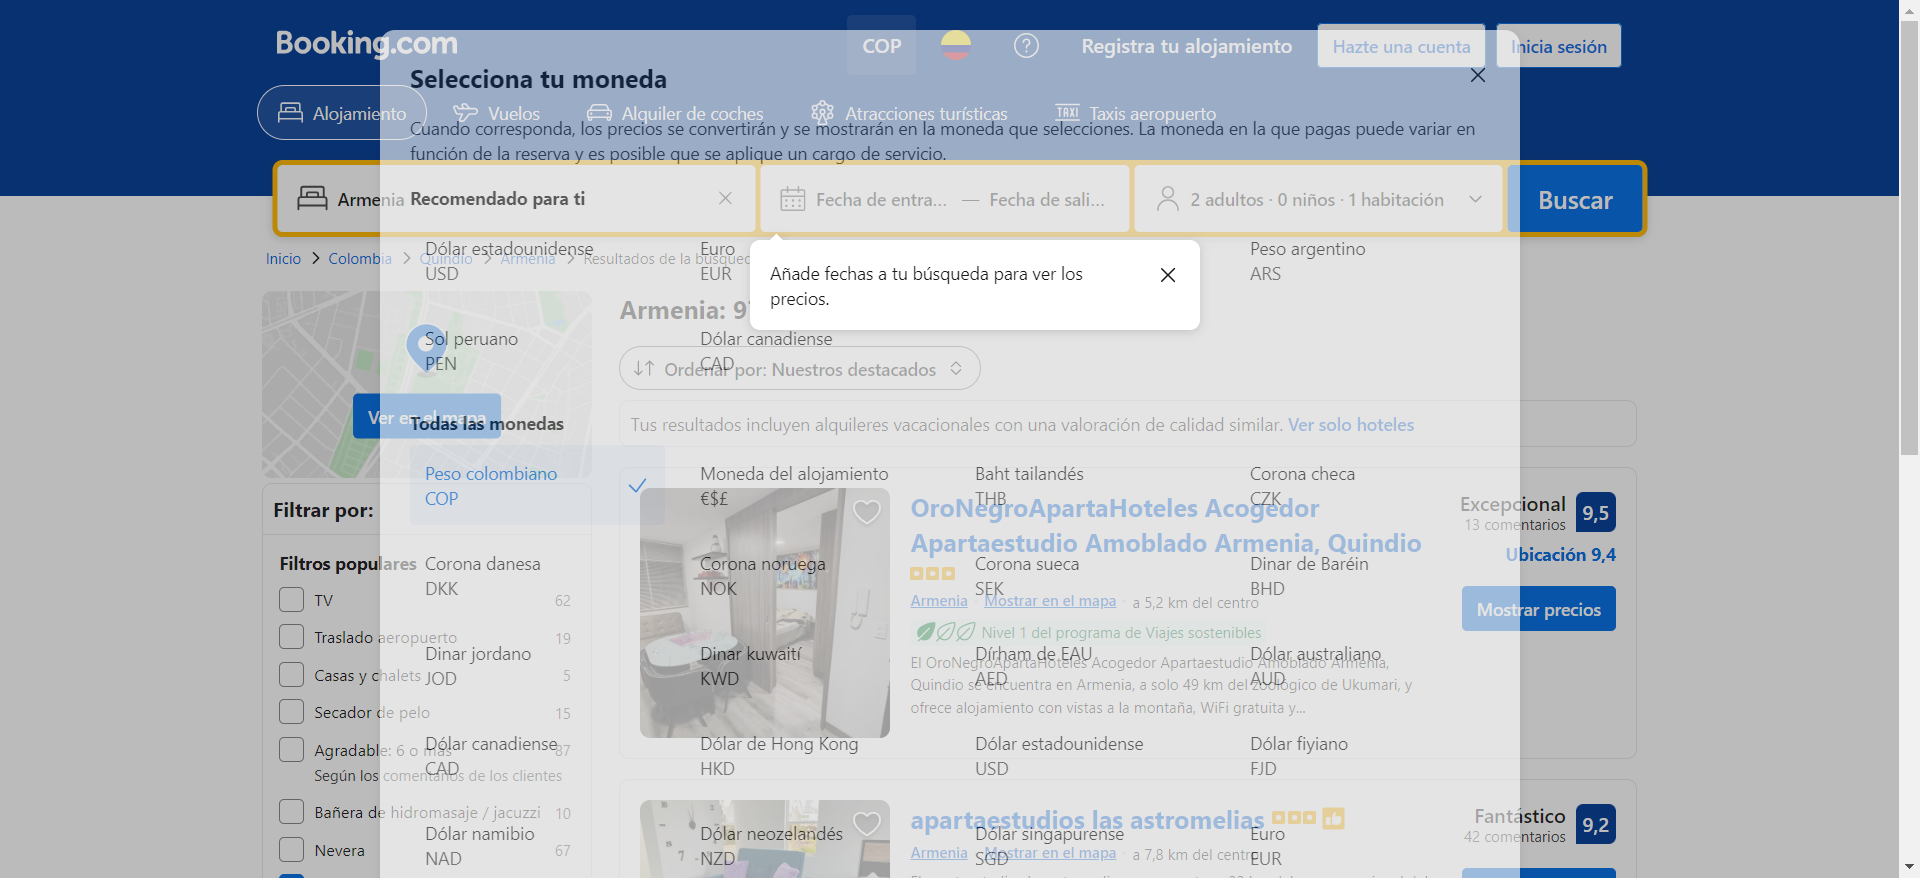 Booking.com
COP
Registra tu alojamiento
Hazte una cuenta
Inicia sesión
Selecciona tu moneda
Alojamiento
Vuelos
Alquiler de coches
Atracciones turísticas
TAXI
Taxis aeropuerto
Cuando corresponda, los precios se convertirán y se mostrarán en la moneda que selecciones. La moneda en la que pagas puede variar en
función de la reserva y es posible que se aplique un cargo de servicio.
Armenia
Recomendado para ti
Fecha de entra... — Fecha de sali...
2 adultos · 0 niños · 1 habitación
Buscar
Dólar estadounidense
USD
Euro
EUR
Peso argentino
ARS
Inicio
Colombia
Quindío
Armenia
Resultados de la búsqued
Añade fechas a tu búsqueda para ver los
precios.
Armenia: 9
Sol peruano
PEN
Dólar canadiense
CAD
Ordenar por: Nuestros destacados
Ver en el mapa
Todas las monedas
Tus resultados incluyen alquileres vacacionales con una valoración de calidad similar. Ver solo hoteles
Peso colombiano
COP
Moneda del alojamiento
€$£
Baht tailandés
THB
Corona checa
CZK
Filtrar por:
OroNegroApartaHoteles Acogedor
Apartaestudio Amoblado Armenia, Quindio
Excepcional
13 comentarios
9,5
Ubicación 9,4
Filtros populares
Corona danesa
DKK
Corona noruega
NOK
Corona sueca
SEK
Dinar de Baréin
BHD
TV 62
Armenia
Mostrar en el mapa
a 5,2 km del centro
Mostrar precios
Traslado aeropuerto 19
Nivel 1 del programa de Viajes sostenibles
Dinar jordano
JOD
Dinar kuwaití
KWD
Dírham de EAU
AED
Dólar australiano
AUD
Casas y chalets 5
El OroNegroApartaHoteles Acogedor Apartaestudio Amoblado Armenia,
Quindio se encuentra en Armenia, a solo 49 km del zoológico de Ukumari, y
ofrece alojamiento con vistas a la montaña, WiFi gratuita y...
Secador de pelo 15
Agradable: 6 o más 87
Según los comentarios de los clientes
Dólar canadiense
CAD
Dólar de Hong Kong
HKD
Dólar estadounidense
USD
Dólar fiyiano
FJD
Bañera de hidromasaje / jacuzzi 10
Nevera 67
Dólar namibio
NAD
Dólar neozelandés
NZD
Dólar singapurense
SGD
Euro
EUR
apartaestudios las astromelias
Armenia
Mostrar en el mapa
a 7,8 km del centro
Fantástico
42 comentarios
9,2